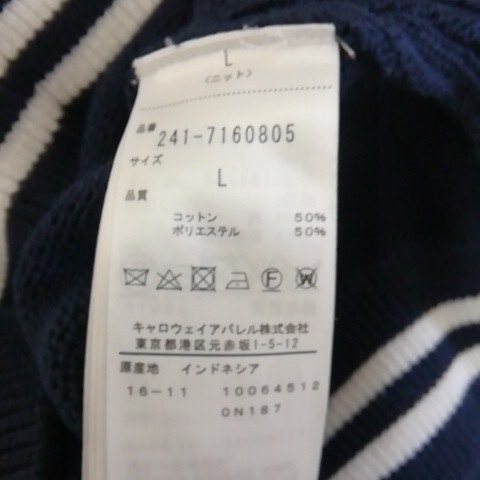 L
<ニット>
品番
241-7160805
サイズ
L
品質
コットン 50%
ポリエステル 50%
キャロウェイアパレル株式会社
東京都港区元赤坂1-5-12
原産地 インドネシア
16-11 10064512
0N187